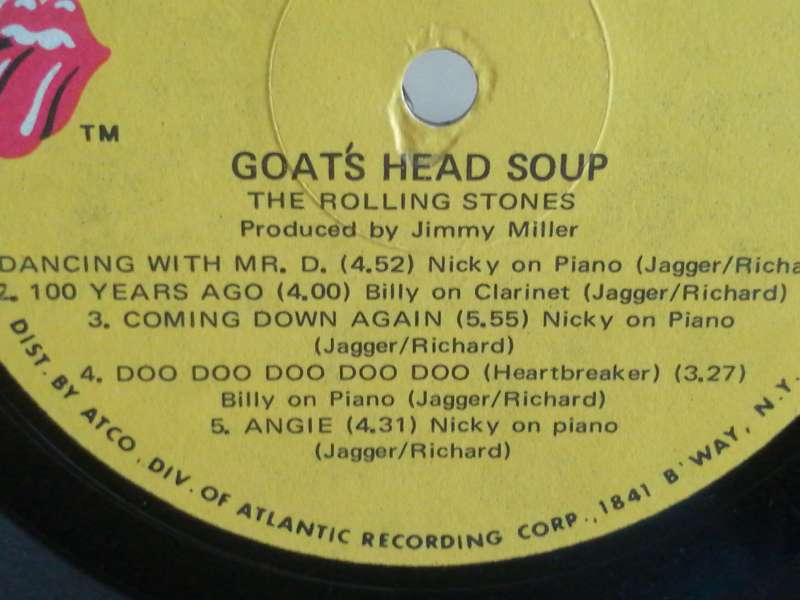 TM
GOAT'S HEAD SOUP
THE ROLLING STONES
Produced by Jimmy Miller
DANCING WITH MR. D. (4.52) Nicky on Piano (Jagger/Richa
2. 100 YEARS AGO (4.00) Billy on Clarinet (Jagger/Richard)
3. COMING DOWN AGAIN (5.55) Nicky on Piano
(Jagger/Richard)
4. DOO DOO DOO DOO DOO (Heartbreaker) (3.27)
Billy on Piano (Jagger/Richard)
5. ANGIE (4.31) Nicky on piano
(Jagger/Richard)
DIST. BY ATCO. DIV. OF ATLANTIC RECORDING CORP., 1841 B'WAY, N.Y.